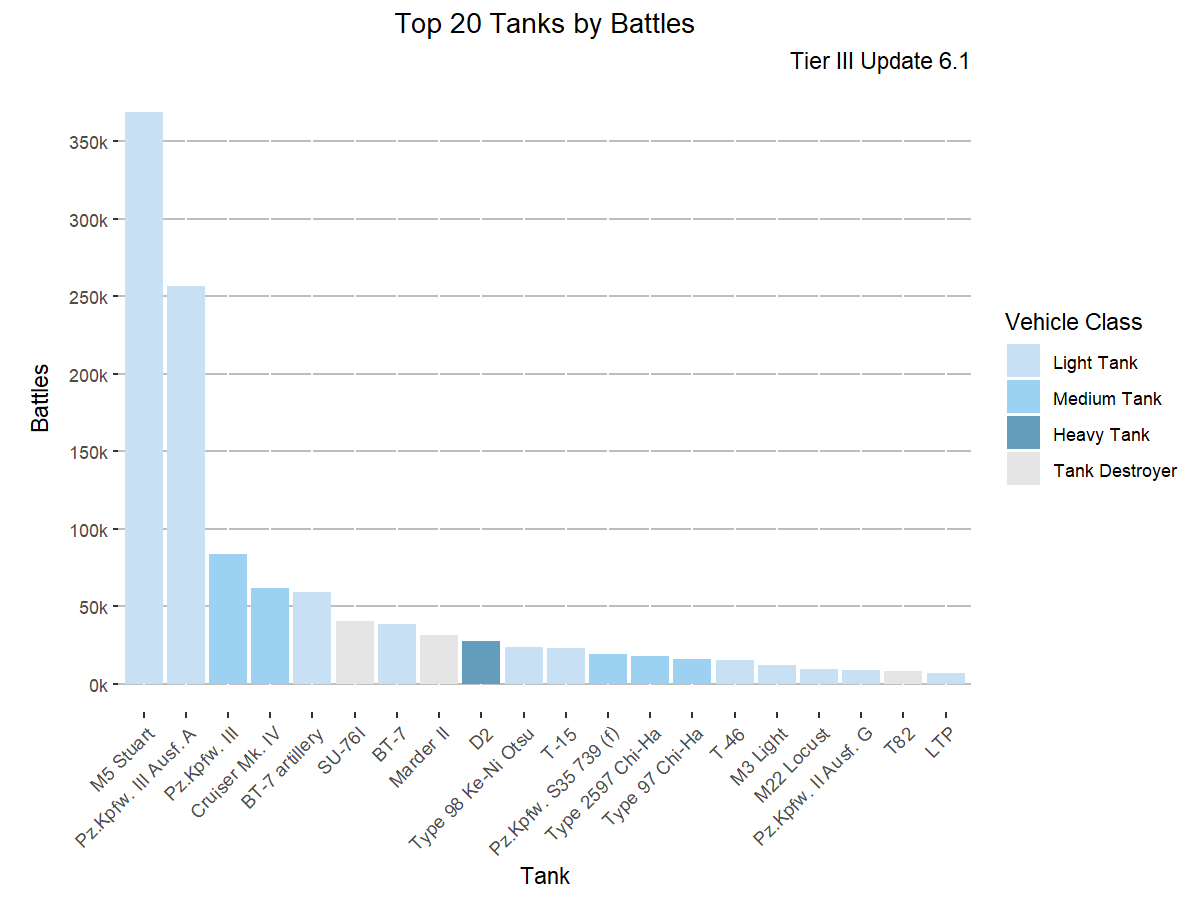 Top 20 Tanks by Battles
Tier III Update 6.1
Battles
350k
300k
250k
200k
150k
100k
50k
0k
M5 Stuart
Pz.Kpfw. III Ausf. A
Pz.Kpfw. III
Cruiser Mk. IV
BT-7 artillery
SU-76I
BT-7
Marder II
D2
Type 98 Ke-Ni Otsu
T-15
Pz.Kpfw. S35 739 (f)
Type 2597 Chi-Ha
Type 97 Chi-Ha
T-46
M3 Light
M22 Locust
Pz.Kpfw. II Ausf. G
T82
LTP
Tank
Vehicle Class
Light Tank
Medium Tank
Heavy Tank
Tank Destroyer